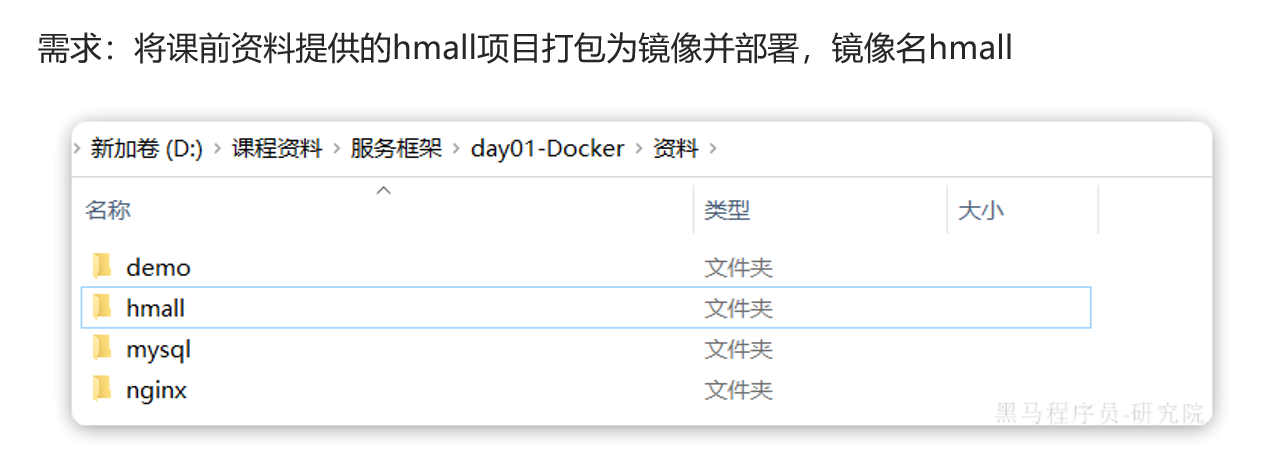 需求：将课前资料提供的hmall项目打包为镜像并部署，镜像名hmall
› 新加卷 (D:) › 课程资料 › 服务框架 › day01-Docker › 资料 ›
名称 类型 大小
demo 文件夹
hmall 文件夹
mysql 文件夹
nginx 文件夹
黑马程序员-研究院